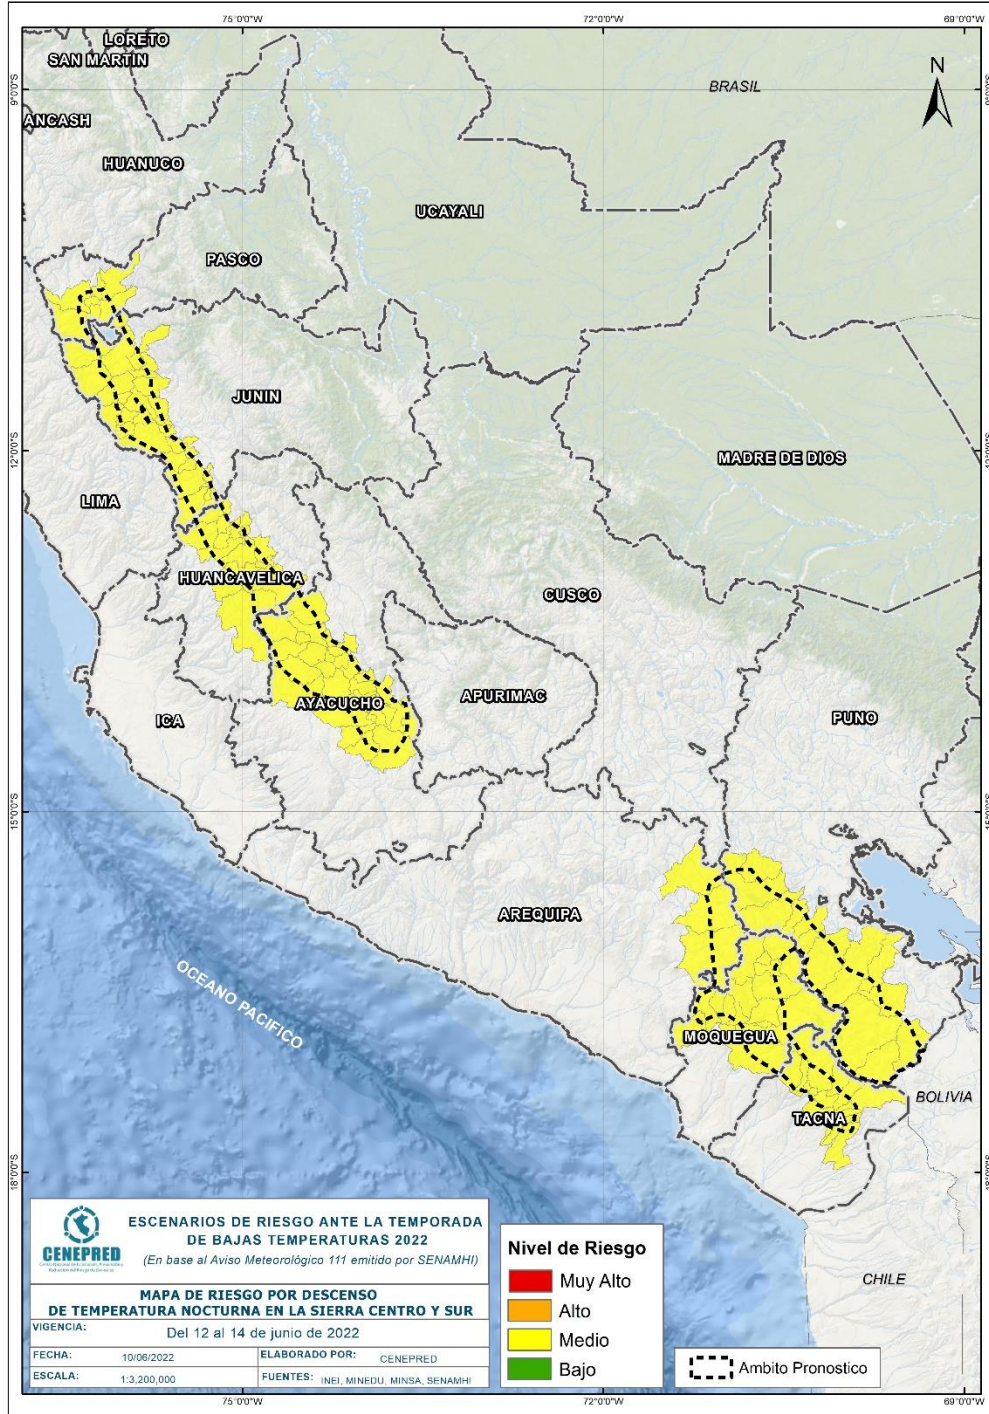 75°0'0"W 72°0'0"W 69°0'0"W
LORETO
SAN MARTIN
BRASIL
N
9°0'0"S
ANCASH
HUANUCO
UCAYALI
PASCO
JUNIN
12°0'0"S
MADRE DE DIOS
LIMA
HUANCAVELICA
CUSCO
APURIMAC
AYACUCHO
ICA
PUNO
15°0'0"S
AREQUIPA
OCEANO PACIFICO
MOQUEGUA
BOLIVIA
TACNA
18°0'0"S
CHILE
CENEPRED
ESCENARIOS DE RIESGO ANTE LA TEMPORADA
DE BAJAS TEMPERATURAS 2022
(En base al Aviso Meteorológico 111 emitido por SENAMHI)
MAPA DE RIESGO POR DESCENSO
DE TEMPERATURA NOCTURNA EN LA SIERRA CENTRO Y SUR
VIGENCIA: Del 12 al 14 de junio de 2022
FECHA: 10/06/2022 ELABORADO POR: CENEPRED
ESCALA: 1:3,200,000 FUENTES: INEI, MINEDU, MINSA, SENAMHI
Nivel de Riesgo
Muy Alto
Alto
Medio
Bajo
Ambito Pronostico
75°0'0"W 72°0'0"W 69°0'0"W